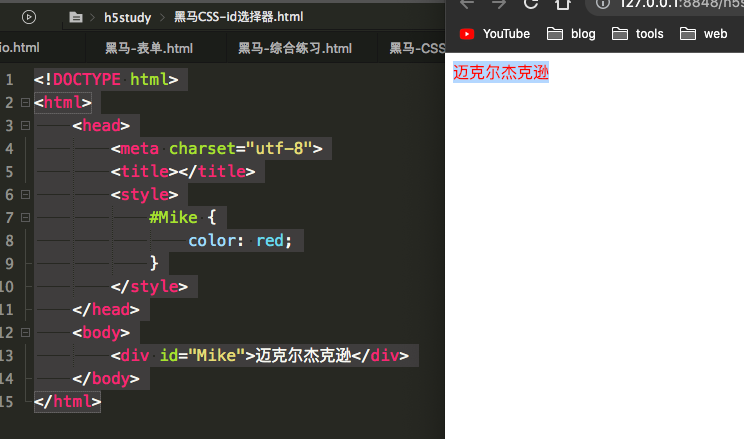 h5study
黑马CSS-id选择器.html
io.html
黑马-表单.html
黑马-综合练习.html
黑马-CSS
1 <!DOCTYPE html>
2 <html>
3 <head>
4 <meta charset="utf-8">
5 <title></title>
6 <style>
7 #Mike {
8 color: red;
9 }
10 </style>
11 </head>
12 <body>
13 <div id="Mike">迈克尔杰克逊</div>
14 </body>
15 </html>
127.0.0.1:8848/h5s
YouTube
blog
tools
web
迈克尔杰克逊